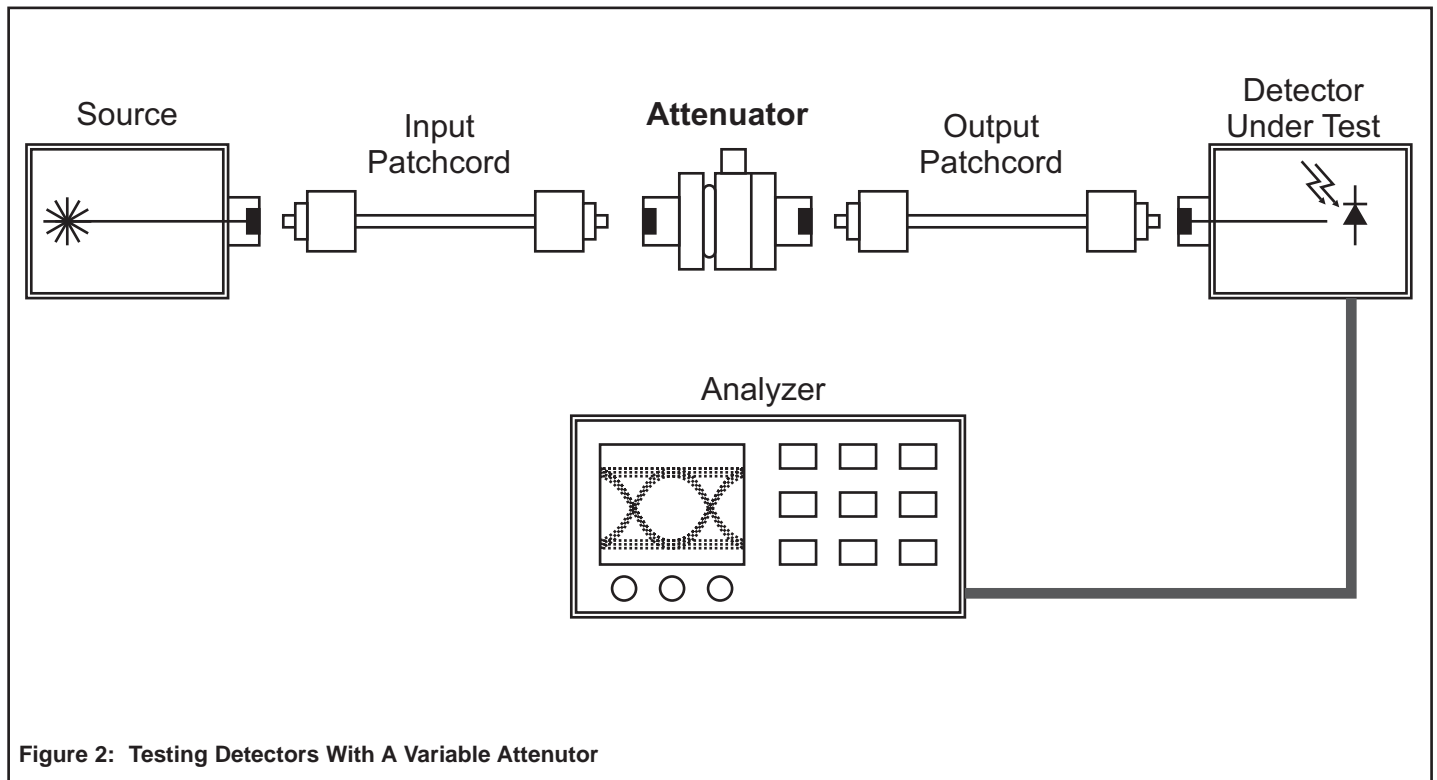 Source
Input
Patchcord
Attenuator
Output
Patchcord
Detector
Under Test
Analyzer
Figure 2: Testing Detectors With A Variable Attenutor